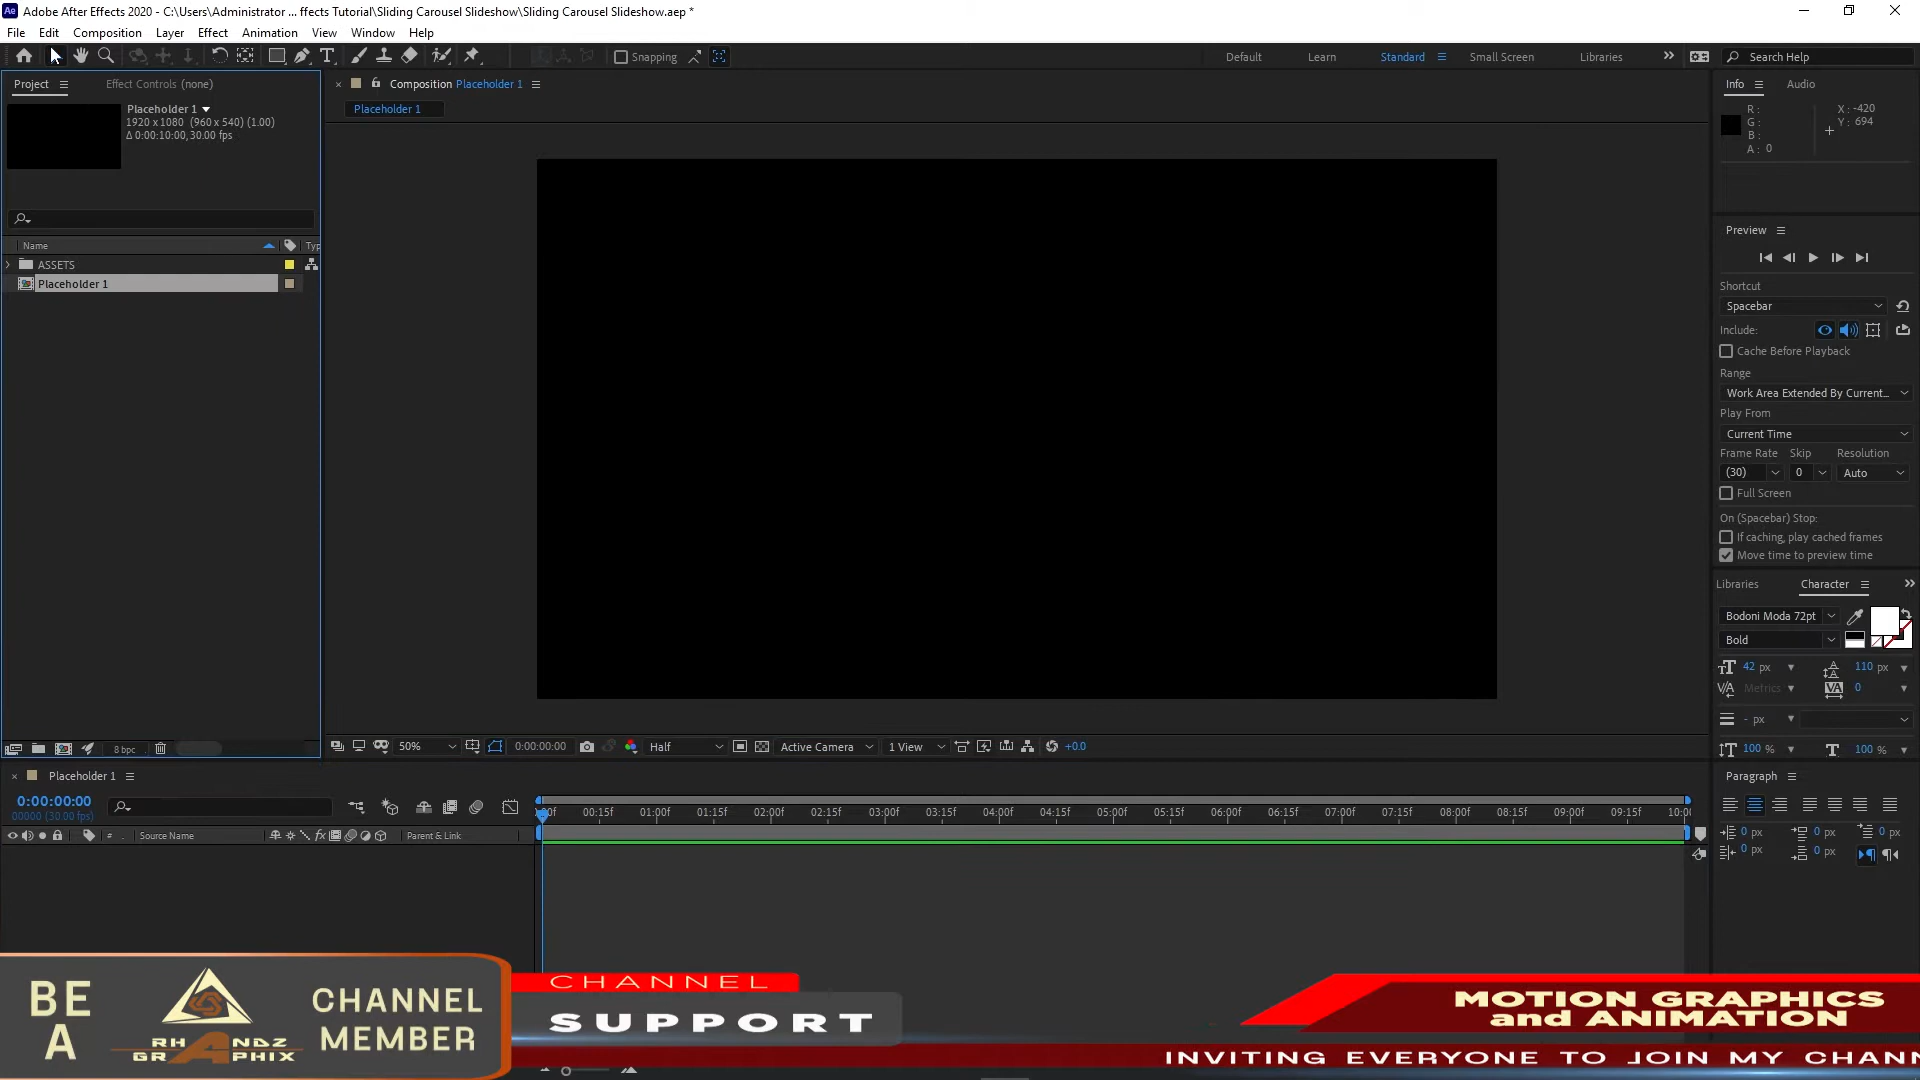 Adobe After Effects 2020 - C:\Users\Administrator ... ffects Tutorial\Sliding Carousel Slideshow\Sliding Carousel Slideshow.aep *
File Edit Composition Layer Effect Animation View Window Help
Snapping Default Learn Standard Small Screen Libraries Search Help
Project Effect Controls (none) Composition Placeholder 1 Info Audio
Placeholder 1
1920 x 1080 (960 x 540) (1.00)
Δ 0:00:10:00, 30.00 fps
Placeholder 1
R :
G :
B :
A : 0
X : -420
Y : 694
Name Typ
ASSETS
Placeholder 1
Preview
Shortcut
Spacebar
Include:
Cache Before Playback
Range
Work Area Extended By Current...
Play From
Current Time
Frame Rate Skip Resolution
(30) 0 Auto
Full Screen
On (Spacebar) Stop:
If caching, play cached frames
Move time to preview time
Libraries Character
Bodoni Moda 72pt
Bold
42 px 110 px
Metrics 0
- px
100 % 100 %
8 bpc
50% 0:00:00:00 Half Active Camera 1 View +0.0
Placeholder 1
Paragraph
0 px 0 px 0 px
0 px 0 px
0:00:00:00
00000 (30.00 fps)
00f 00:15f 01:00f 01:15f 02:00f 02:15f 03:00f 03:15f 04:00f 04:15f 05:00f 05:15f 06:00f 06:15f 07:00f 07:15f 08:00f 08:15f 09:00f 09:15f 10:00
# Source Name fx Parent & Link
BE
A
RHANDZ
GRAPHIX
CHANNEL
MEMBER
CHANNEL
SUPPORT
MOTION GRAPHICS
and ANIMATION
INVITING EVERYONE TO JOIN MY CHANN